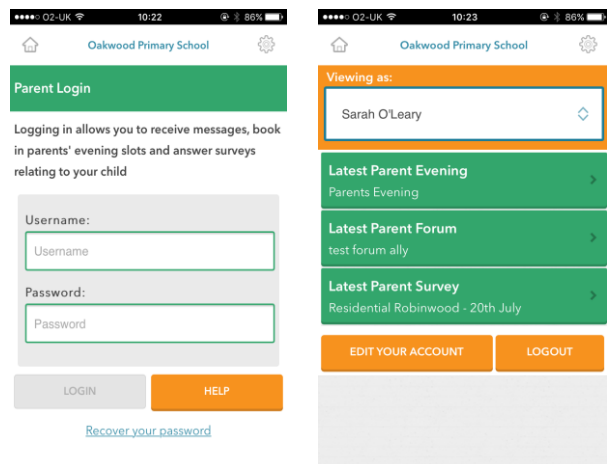 O2-UK 10:22 86%
Oakwood Primary School
Parent Login
Logging in allows you to receive messages, book
in parents' evening slots and answer surveys
relating to your child
Username:
Username
Password:
Password
LOGIN HELP
Recover your password
O2-UK 10:23 86%
Oakwood Primary School
Viewing as:
Sarah O'Leary
Latest Parent Evening
Parents Evening
Latest Parent Forum
test forum ally
Latest Parent Survey
Residential Robinwood - 20th July
EDIT YOUR ACCOUNT LOGOUT